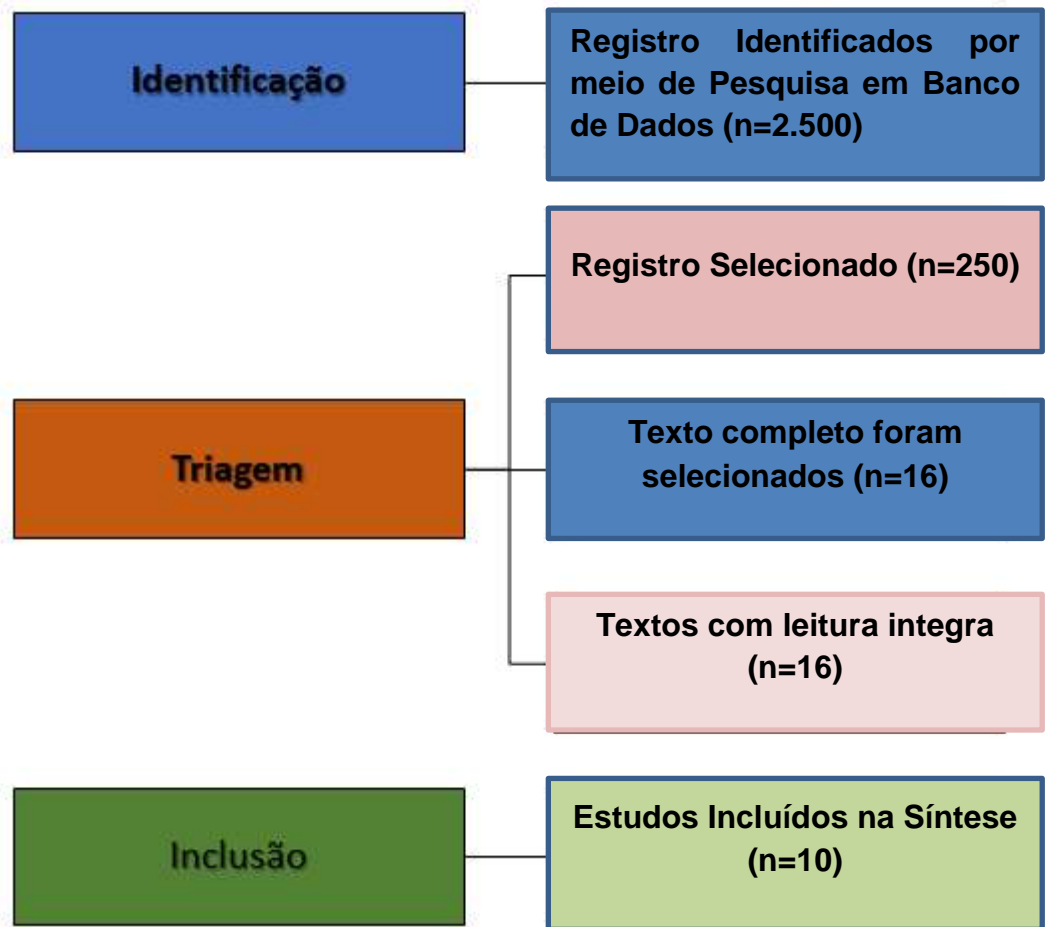 Identificação
Registro Identificados por
meio de Pesquisa em Banco
de Dados (n=2.500)
Registro Selecionado (n=250)
Triagem
Texto completo foram
selecionados (n=16)
Textos com leitura integra
(n=16)
Inclusão
Estudos Incluídos na Síntese
(n=10)